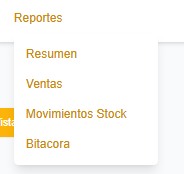 Reportes
Resumen
Ventas
Movimientos Stock
Bitacora